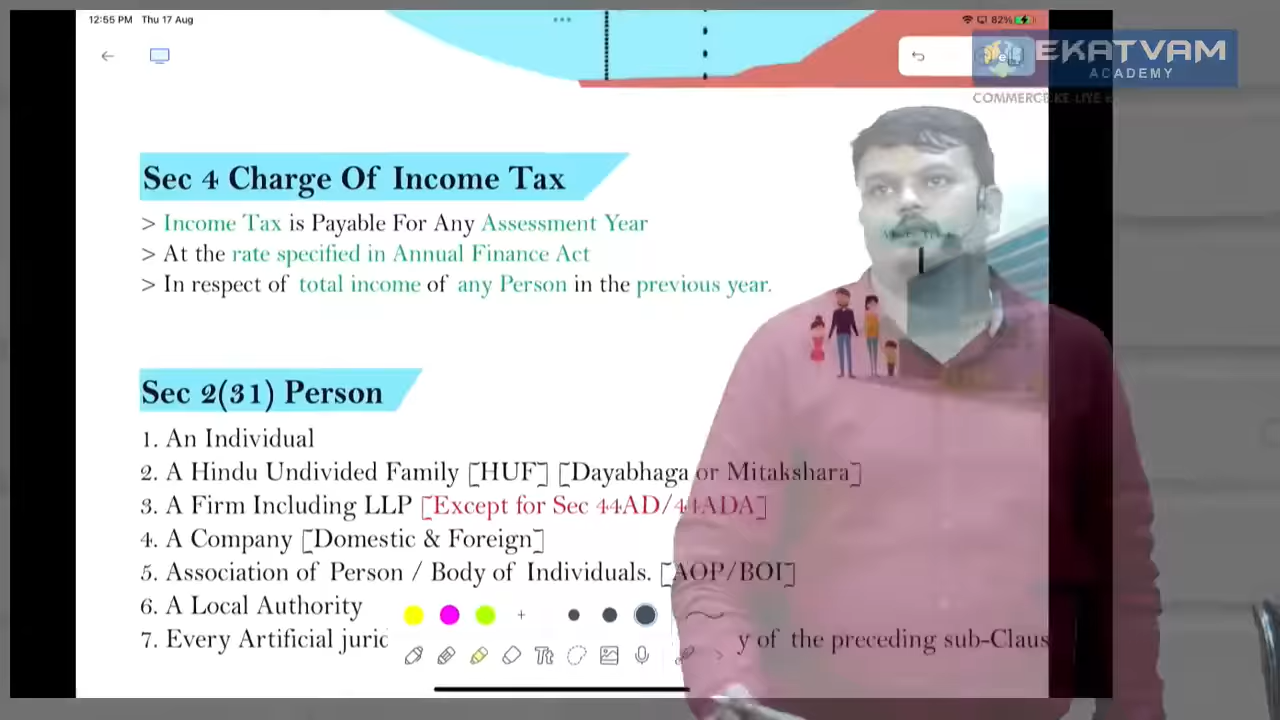 12:55 PM Thu 17 Aug
82%
EKATVAM
ACADEMY
COMMERCE KE LIYE
Sec 4 Charge Of Income Tax
> Income Tax is Payable For Any Assessment Year
> At the rate specified in Annual Finance Act
> In respect of total income of any Person in the previous year.
Sec 2(31) Person
1. An Individual
2. A Hindu Undivided Family [HUF] [Dayabhaga or Mitakshara]
3. A Firm Including LLP [Except for Sec 44AD/44ADA]
4. A Company [Domestic & Foreign]
5. Association of Person / Body of Individuals. [AOP/BOI]
6. A Local Authority
7. Every Artificial juric y of the preceding sub-Claus
Tt